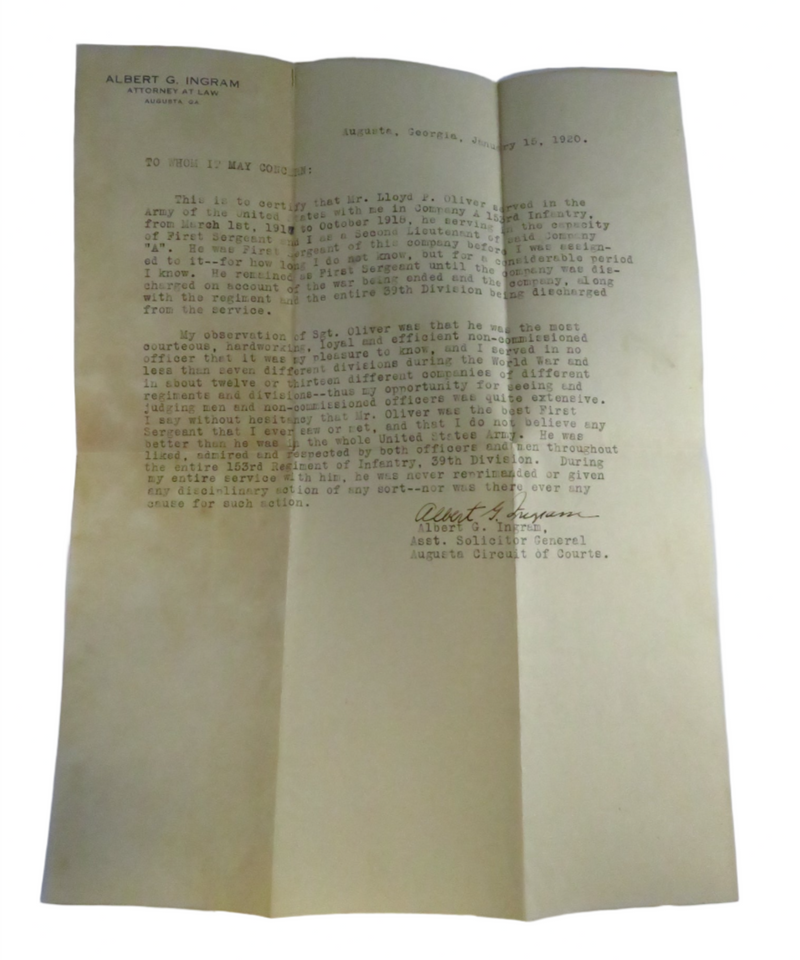 ALBERT G. INGRAM
ATTORNEY AT LAW
AUGUSTA, GA
Augusta, Georgia, January 15, 1920.
TO WHOM IT MAY CONCERN:
This is to certify that Mr. Lloyd F. Oliver served in the
Army of the United States with me in Company A 153rd Infantry,
from March 1st, to October 1918, he serving in the capacity
of First Sergeant and I as a Second Lieutenant of said Company
"A". He was First Sergeant of this company before I was assign-
ed to it--for how long I do not know, but for a considerable period
I know. He remained as First Sergeant until the company was dis-
charged on account of the war being ended and the company, along
with the regiment and the entire 39th Division being discharged
from the service.
My observation of Sgt. Oliver was that he was the most
courteous, hardworking, loyal and efficient non-commissioned
officer that it was my pleasure to know, and I served in no
less than seven different divisions during the World War and
in about twelve or thirteen different companies of different
regiments and divisions--thus my opportunity for seeing and
judging men and non-commissioned officers was quite extensive.
I say without hesitancy that Mr. Oliver was the best First
Sergeant that I ever saw or met, and that I do not believe any
better than he was in the whole United States Army. He was
liked, admired and respected by both officers and men throughout
the entire 153rd Regiment of Infantry, 39th Division. During
my entire service with him, he was never reprimanded or given
any disciplinary action of any sort--nor was there ever any
cause for such action.
Albert G. Ingram
Albert G. Ingram,
Asst. Solicitor General
Augusta Circuit of Courts.